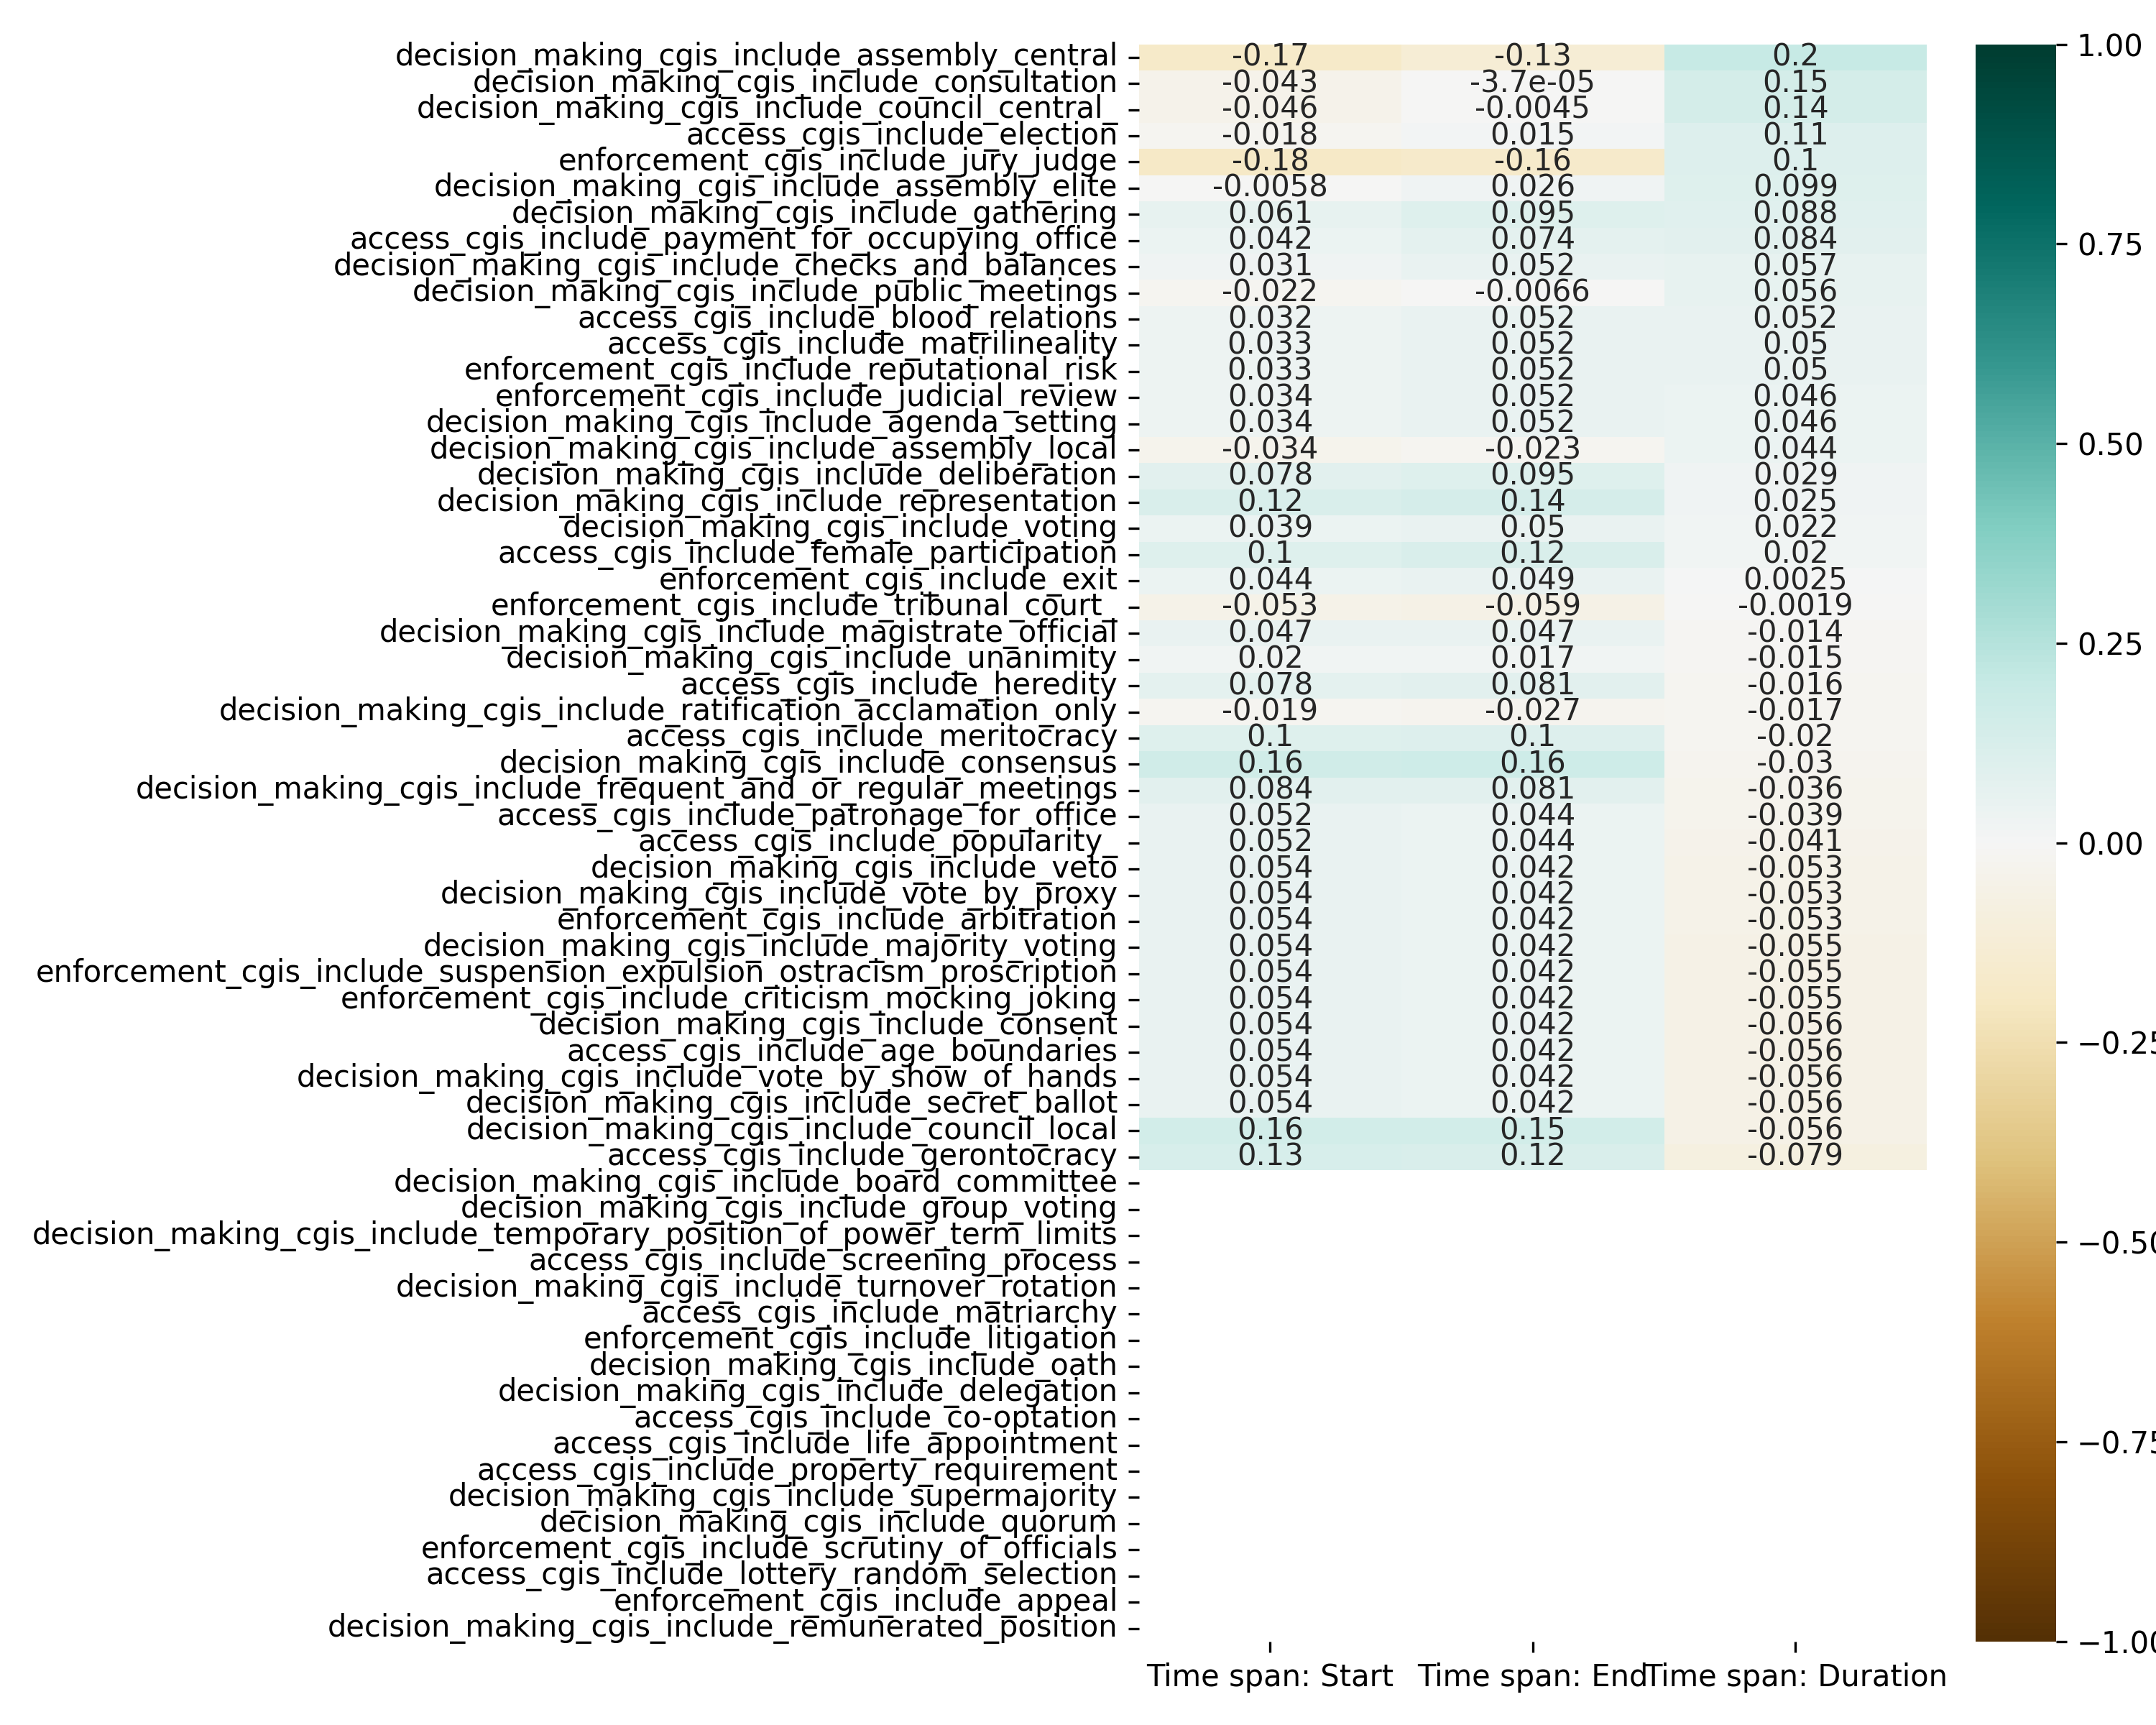 decision_making_cgis_include_assembly_central -0.17 -0.13 0.2
decision_making_cgis_include_consultation -0.043 -3.7e-05 0.15
decision_making_cgis_include_council_central_ -0.046 -0.0045 0.14
access_cgis_include_election -0.018 0.015 0.11
enforcement_cgis_include_jury_judge -0.18 -0.16 0.1
decision_making_cgis_include_assembly_elite -0.0058 0.026 0.099
decision_making_cgis_include_gathering 0.061 0.095 0.088
access_cgis_include_payment_for_occupying_office 0.042 0.074 0.084
decision_making_cgis_include_checks_and_balances 0.031 0.052 0.057
decision_making_cgis_include_public_meetings -0.022 -0.0066 0.056
access_cgis_include_blood_relations 0.032 0.052 0.052
access_cgis_include_matrilineality 0.033 0.052 0.05
enforcement_cgis_include_reputational_risk 0.033 0.052 0.05
enforcement_cgis_include_judicial_review 0.034 0.052 0.046
decision_making_cgis_include_agenda_setting 0.034 0.052 0.046
decision_making_cgis_include_assembly_local -0.034 -0.023 0.044
decision_making_cgis_include_deliberation 0.078 0.095 0.029
decision_making_cgis_include_representation 0.12 0.14 0.025
decision_making_cgis_include_voting 0.039 0.05 0.022
access_cgis_include_female_participation 0.1 0.12 0.02
enforcement_cgis_include_exit 0.044 0.049 0.0025
enforcement_cgis_include_tribunal_court_ -0.053 -0.059 -0.0019
decision_making_cgis_include_magistrate_official 0.047 0.047 -0.014
decision_making_cgis_include_unanimity 0.02 0.017 -0.015
access_cgis_include_heredity 0.078 0.081 -0.016
decision_making_cgis_include_ratification_acclamation_only -0.019 -0.027 -0.017
access_cgis_include_meritocracy 0.1 0.1 -0.02
decision_making_cgis_include_consensus 0.16 0.16 -0.03
decision_making_cgis_include_frequent_and_or_regular_meetings 0.084 0.081 -0.036
access_cgis_include_patronage_for_office 0.052 0.044 -0.039
access_cgis_include_popularity_ 0.052 0.044 -0.041
decision_making_cgis_include_veto 0.054 0.042 -0.053
decision_making_cgis_include_vote_by_proxy 0.054 0.042 -0.053
enforcement_cgis_include_arbitration 0.054 0.042 -0.053
decision_making_cgis_include_majority_voting 0.054 0.042 -0.055
enforcement_cgis_include_suspension_expulsion_ostracism_proscription 0.054 0.042 -0.055
enforcement_cgis_include_criticism_mocking_joking 0.054 0.042 -0.055
decision_making_cgis_include_consent 0.054 0.042 -0.056
access_cgis_include_age_boundaries 0.054 0.042 -0.056
decision_making_cgis_include_vote_by_show_of_hands 0.054 0.042 -0.056
decision_making_cgis_include_secret_ballot 0.054 0.042 -0.056
decision_making_cgis_include_council_local 0.16 0.15 -0.056
access_cgis_include_gerontocracy 0.13 0.12 -0.079
decision_making_cgis_include_board_committee
decision_making_cgis_include_group_voting
decision_making_cgis_include_temporary_position_of_power_term_limits
access_cgis_include_screening_process
decision_making_cgis_include_turnover_rotation
access_cgis_include_matriarchy
enforcement_cgis_include_litigation
decision_making_cgis_include_oath
decision_making_cgis_include_delegation
access_cgis_include_co-optation
access_cgis_include_life_appointment
access_cgis_include_property_requirement
decision_making_cgis_include_supermajority
decision_making_cgis_include_quorum
enforcement_cgis_include_scrutiny_of_officials
access_cgis_include_lottery_random_selection
enforcement_cgis_include_appeal
decision_making_cgis_include_remunerated_position
Time span: Start Time span: End Time span: Duration
1.00
0.75
0.50
0.25
0.00
−0.25
−0.50
−0.75
−1.00